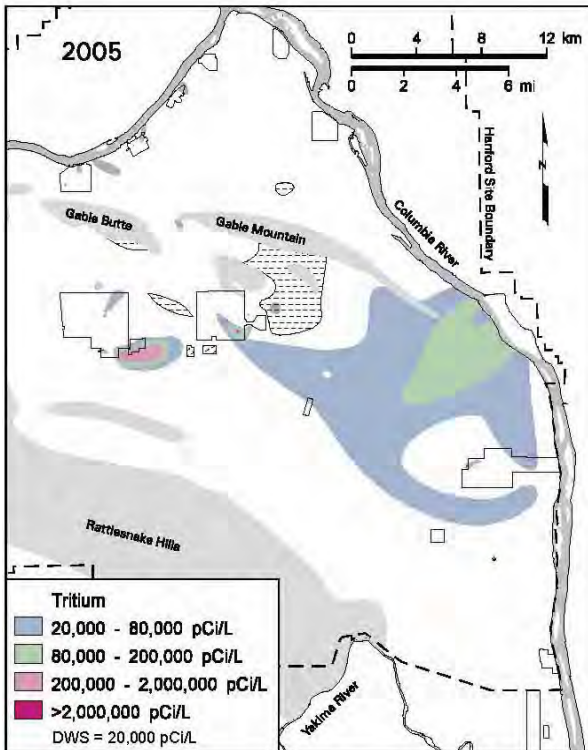 2005
0 4 8 12 km
0 2 4 6 mi
N
Hanford Site Boundary
Columbia River
Gable Butte
Gable Mountain
Rattlesnake Hills
Yakima River
Tritium
20,000 - 80,000 pCi/L
80,000 - 200,000 pCi/L
200,000 - 2,000,000 pCi/L
>2,000,000 pCi/L
DWS = 20,000 pCi/L